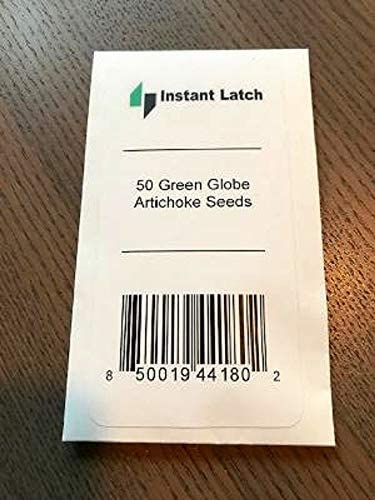 Instant Latch
50 Green Globe
Artichoke Seeds
8 50019 44180 2